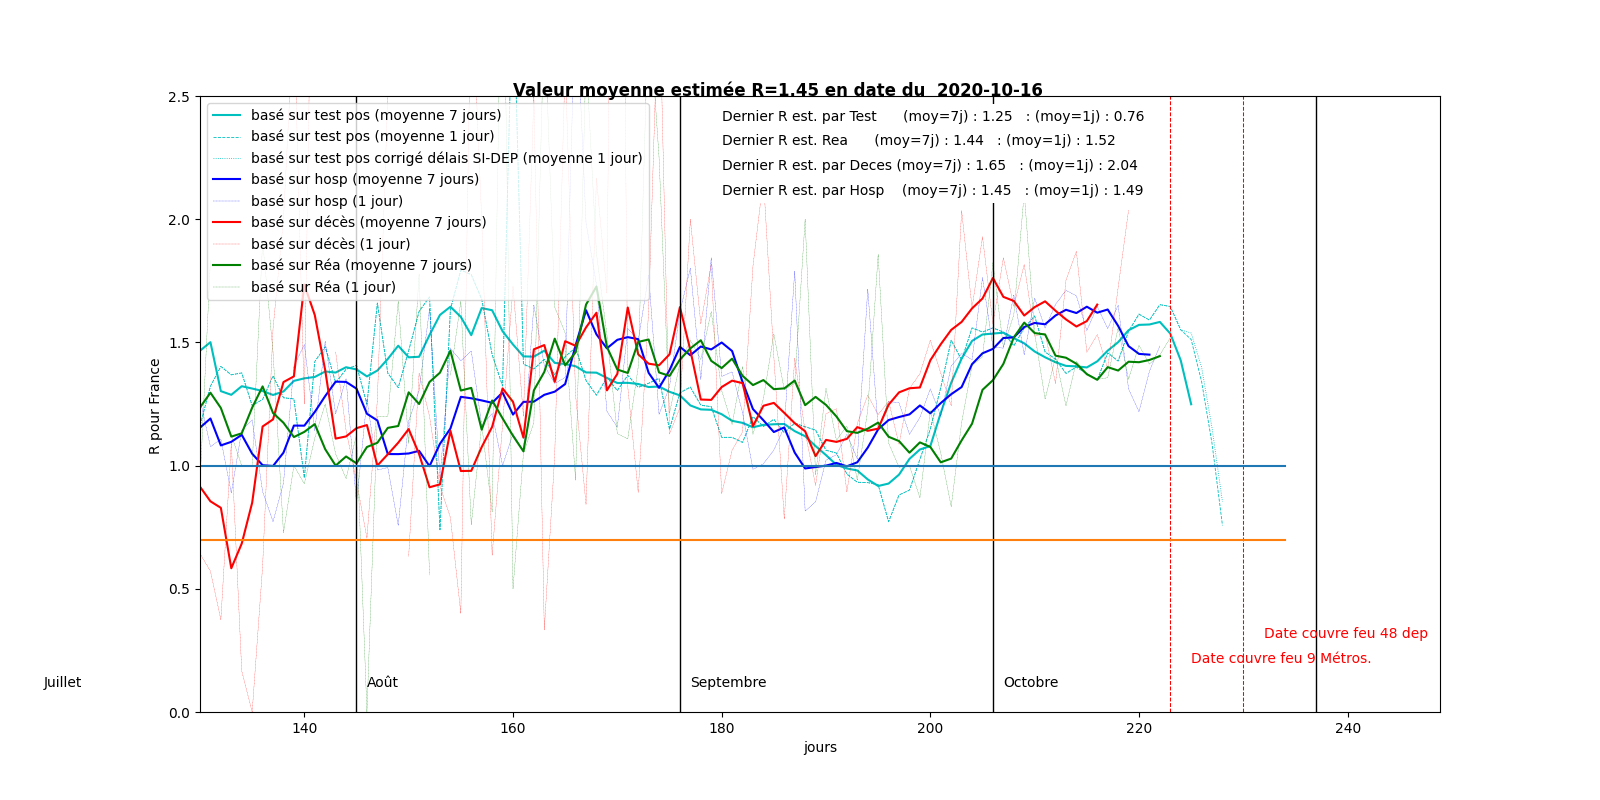 Valeur moyenne estimée R=1.45 en date du  2020-10-16
2.5
2.0
1.5
1.0
0.5
0.0
R pour France
basé sur test pos (moyenne 7 jours)
basé sur test pos (moyenne 1 jour)
basé sur test pos corrigé délais SI-DEP (moyenne 1 jour)
basé sur hosp (moyenne 7 jours)
basé sur hosp (1 jour)
basé sur décès (moyenne 7 jours)
basé sur décès (1 jour)
basé sur Réa (moyenne 7 jours)
basé sur Réa (1 jour)
Dernier R est. par Test      (moy=7j) : 1.25   : (moy=1j) : 0.76
Dernier R est. Rea      (moy=7j) : 1.44   : (moy=1j) : 1.52
Dernier R est. par Deces (moy=7j) : 1.65   : (moy=1j) : 2.04
Dernier R est. par Hosp    (moy=7j) : 1.45   : (moy=1j) : 1.49
Date couvre feu 48 dep
Date couvre feu 9 Métros.
Juillet
Août
Septembre
Octobre
140
160
180
200
220
240
jours